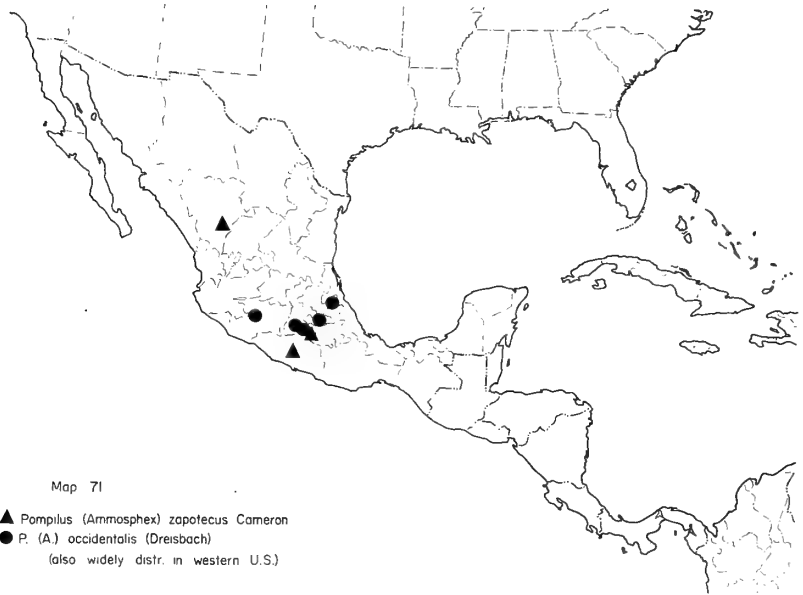 Map 71
Pompilus (Ammosphex) zapotecus Cameron
P. (A.) occidentalis (Dreisbach)
(also widely distr. in western U.S.)